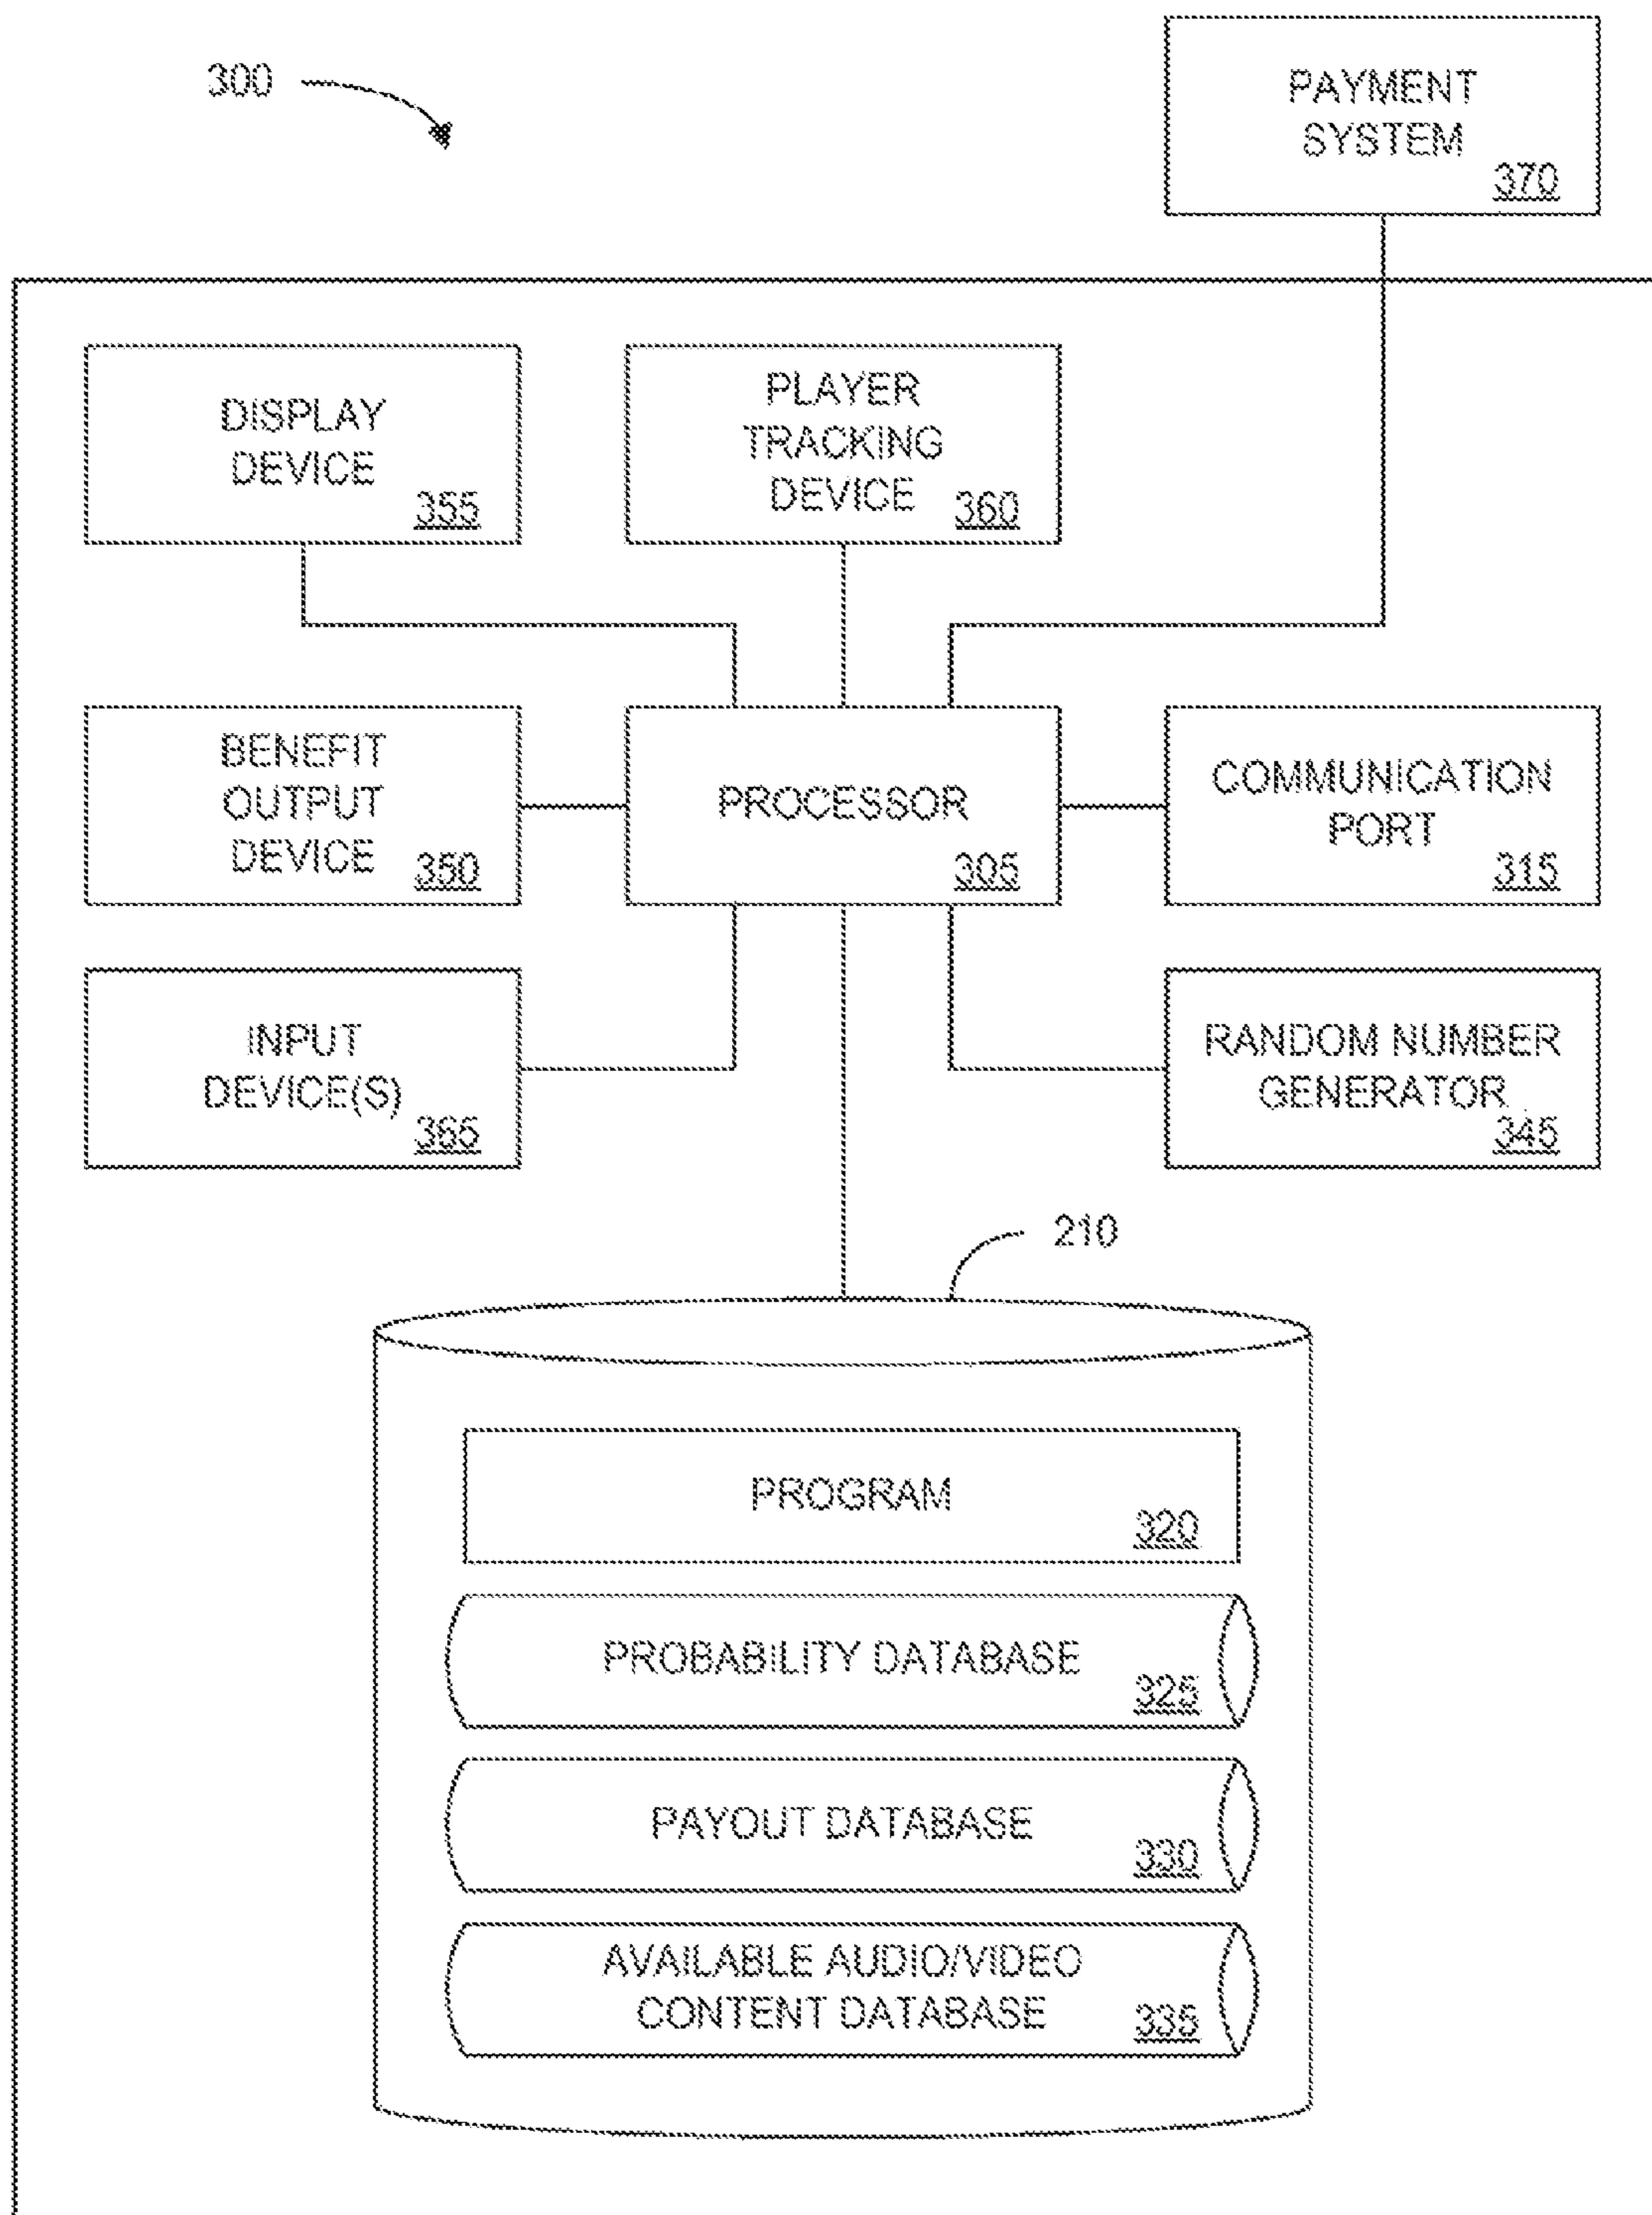 300
PAYMENT
SYSTEM
370
DISPLAY
DEVICE
355
PLAYER
TRACKING
DEVICE
360
BENEFIT
OUTPUT
DEVICE
350
PROCESSOR
305
COMMUNICATION
PORT
315
INPUT
DEVICE(S)
365
RANDOM NUMBER
GENERATOR
345
210
PROGRAM
320
PROBABILITY DATABASE
325
PAYOUT DATABASE
330
AVAILABLE AUDIO/VIDEO
CONTENT DATABASE
335